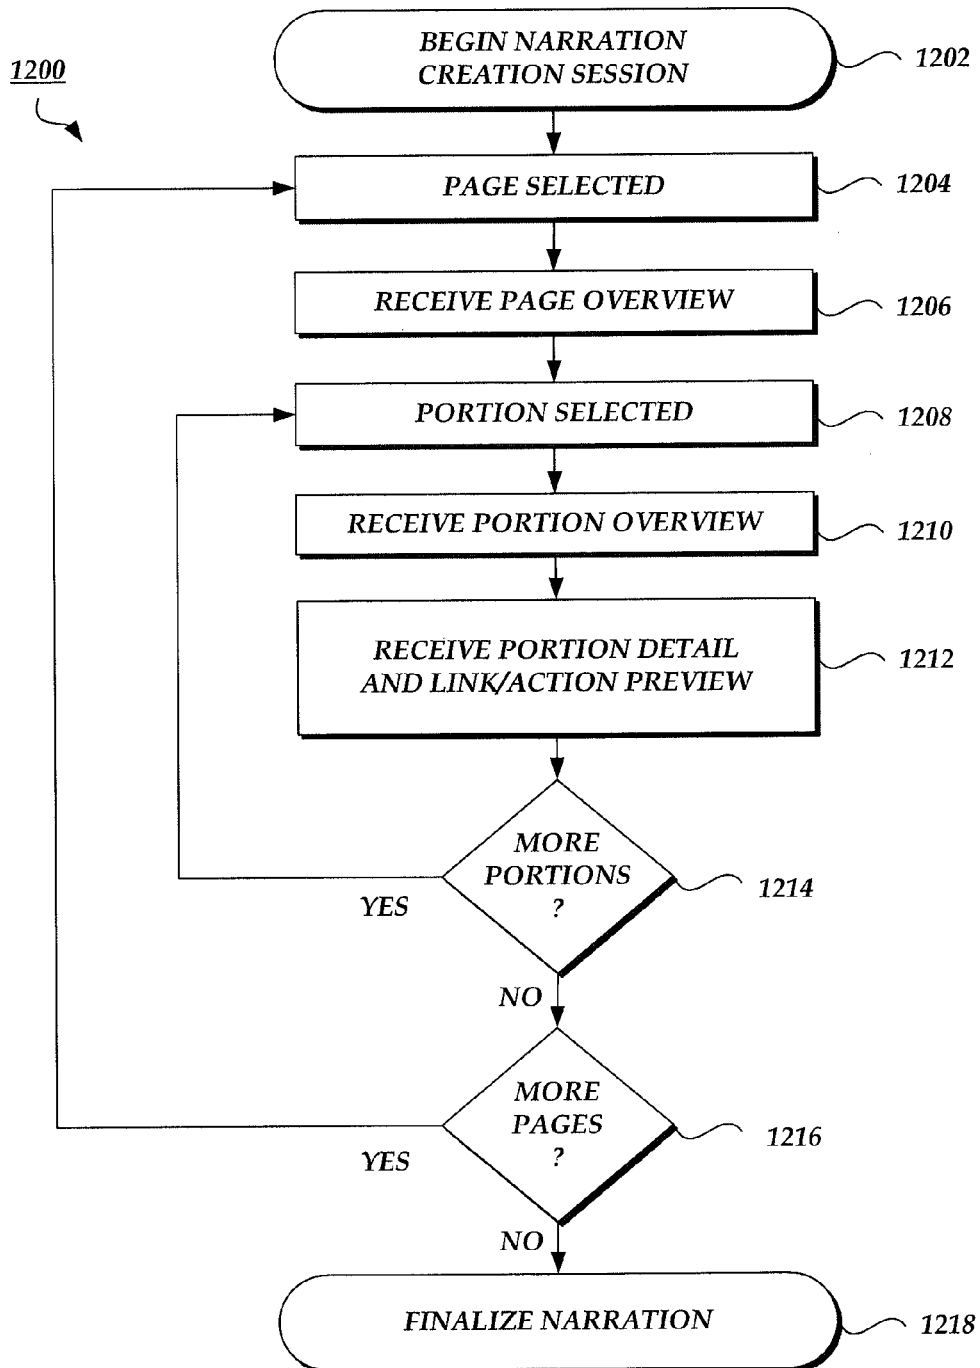 1200
BEGIN NARRATION
CREATION SESSION
1202
PAGE SELECTED
1204
RECEIVE PAGE OVERVIEW
1206
PORTION SELECTED
1208
RECEIVE PORTION OVERVIEW
1210
RECEIVE PORTION DETAIL
AND LINK/ACTION PREVIEW
1212
MORE
PORTIONS
?
1214
YES
NO
MORE
PAGES
?
1216
YES
NO
FINALIZE NARRATION
1218